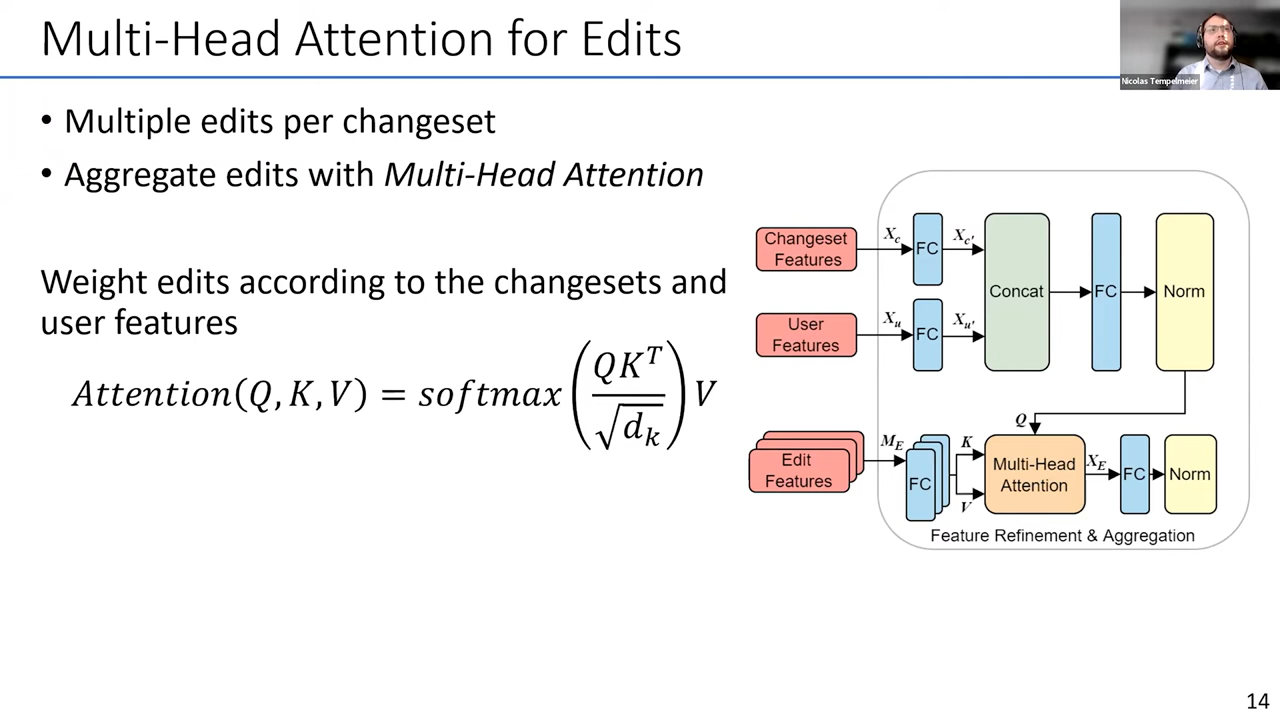 Multi-Head Attention for Edits
Nicolas Tempelmeier
• Multiple edits per changeset
• Aggregate edits with Multi-Head Attention
Weight edits according to the changesets and
user features
Attention(Q, K, V) = softmax(QK^T / √d_k) V
Changeset
Features
X_c
FC
X_c'
User
Features
X_u
FC
X_u'
Concat
FC
Norm
Q
Edit
Features
M_E
FC
K
V
Multi-Head
Attention
X_E
FC
Norm
Feature Refinement & Aggregation
14